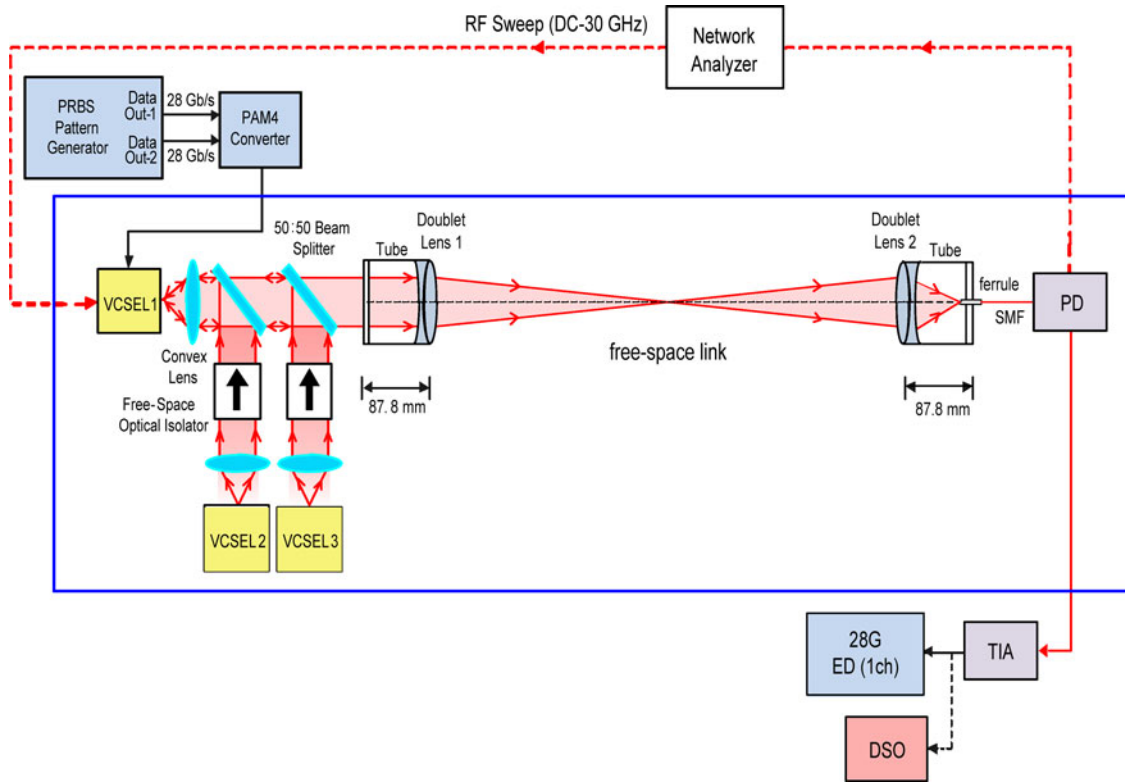 RF Sweep (DC-30 GHz)
Network
Analyzer
PRBS
Pattern
Generator
Data
Out-1
Data
Out-2
28 Gb/s
28 Gb/s
PAM4
Converter
50:50 Beam
Splitter
Doublet
Lens 1
Tube
Doublet
Lens 2
Tube
VCSEL1
ferrule
SMF
PD
Convex
Lens
free-space link
Free-Space
Optical Isolator
87. 8 mm
87.8 mm
VCSEL2
VCSEL3
28G
ED (1ch)
TIA
DSO